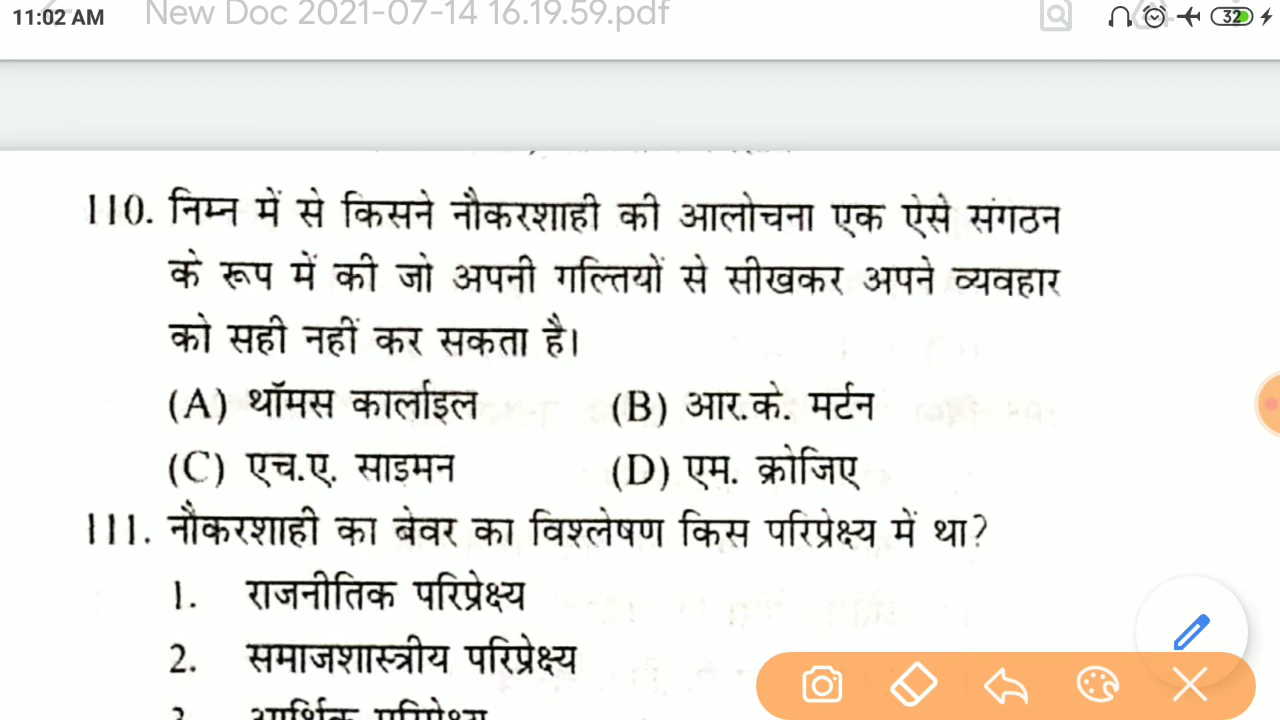 11:02 AM
New Doc 2021-07-14 16.19.59.pdf
32
110. निम्न में से किसने नौकरशाही की आलोचना एक ऐसे संगठन
के रूप में की जो अपनी गल्तियों से सीखकर अपने व्यवहार
को सही नहीं कर सकता है।
(A) थॉमस कार्लाइल (B) आर.के. मर्टन
(C) एच.ए. साइमन (D) एम. क्रोजिए
111. नौकरशाही का बेवर का विश्लेषण किस परिप्रेक्ष्य में था?
1. राजनीतिक परिप्रेक्ष्य
2. समाजशास्त्रीय परिप्रेक्ष्य